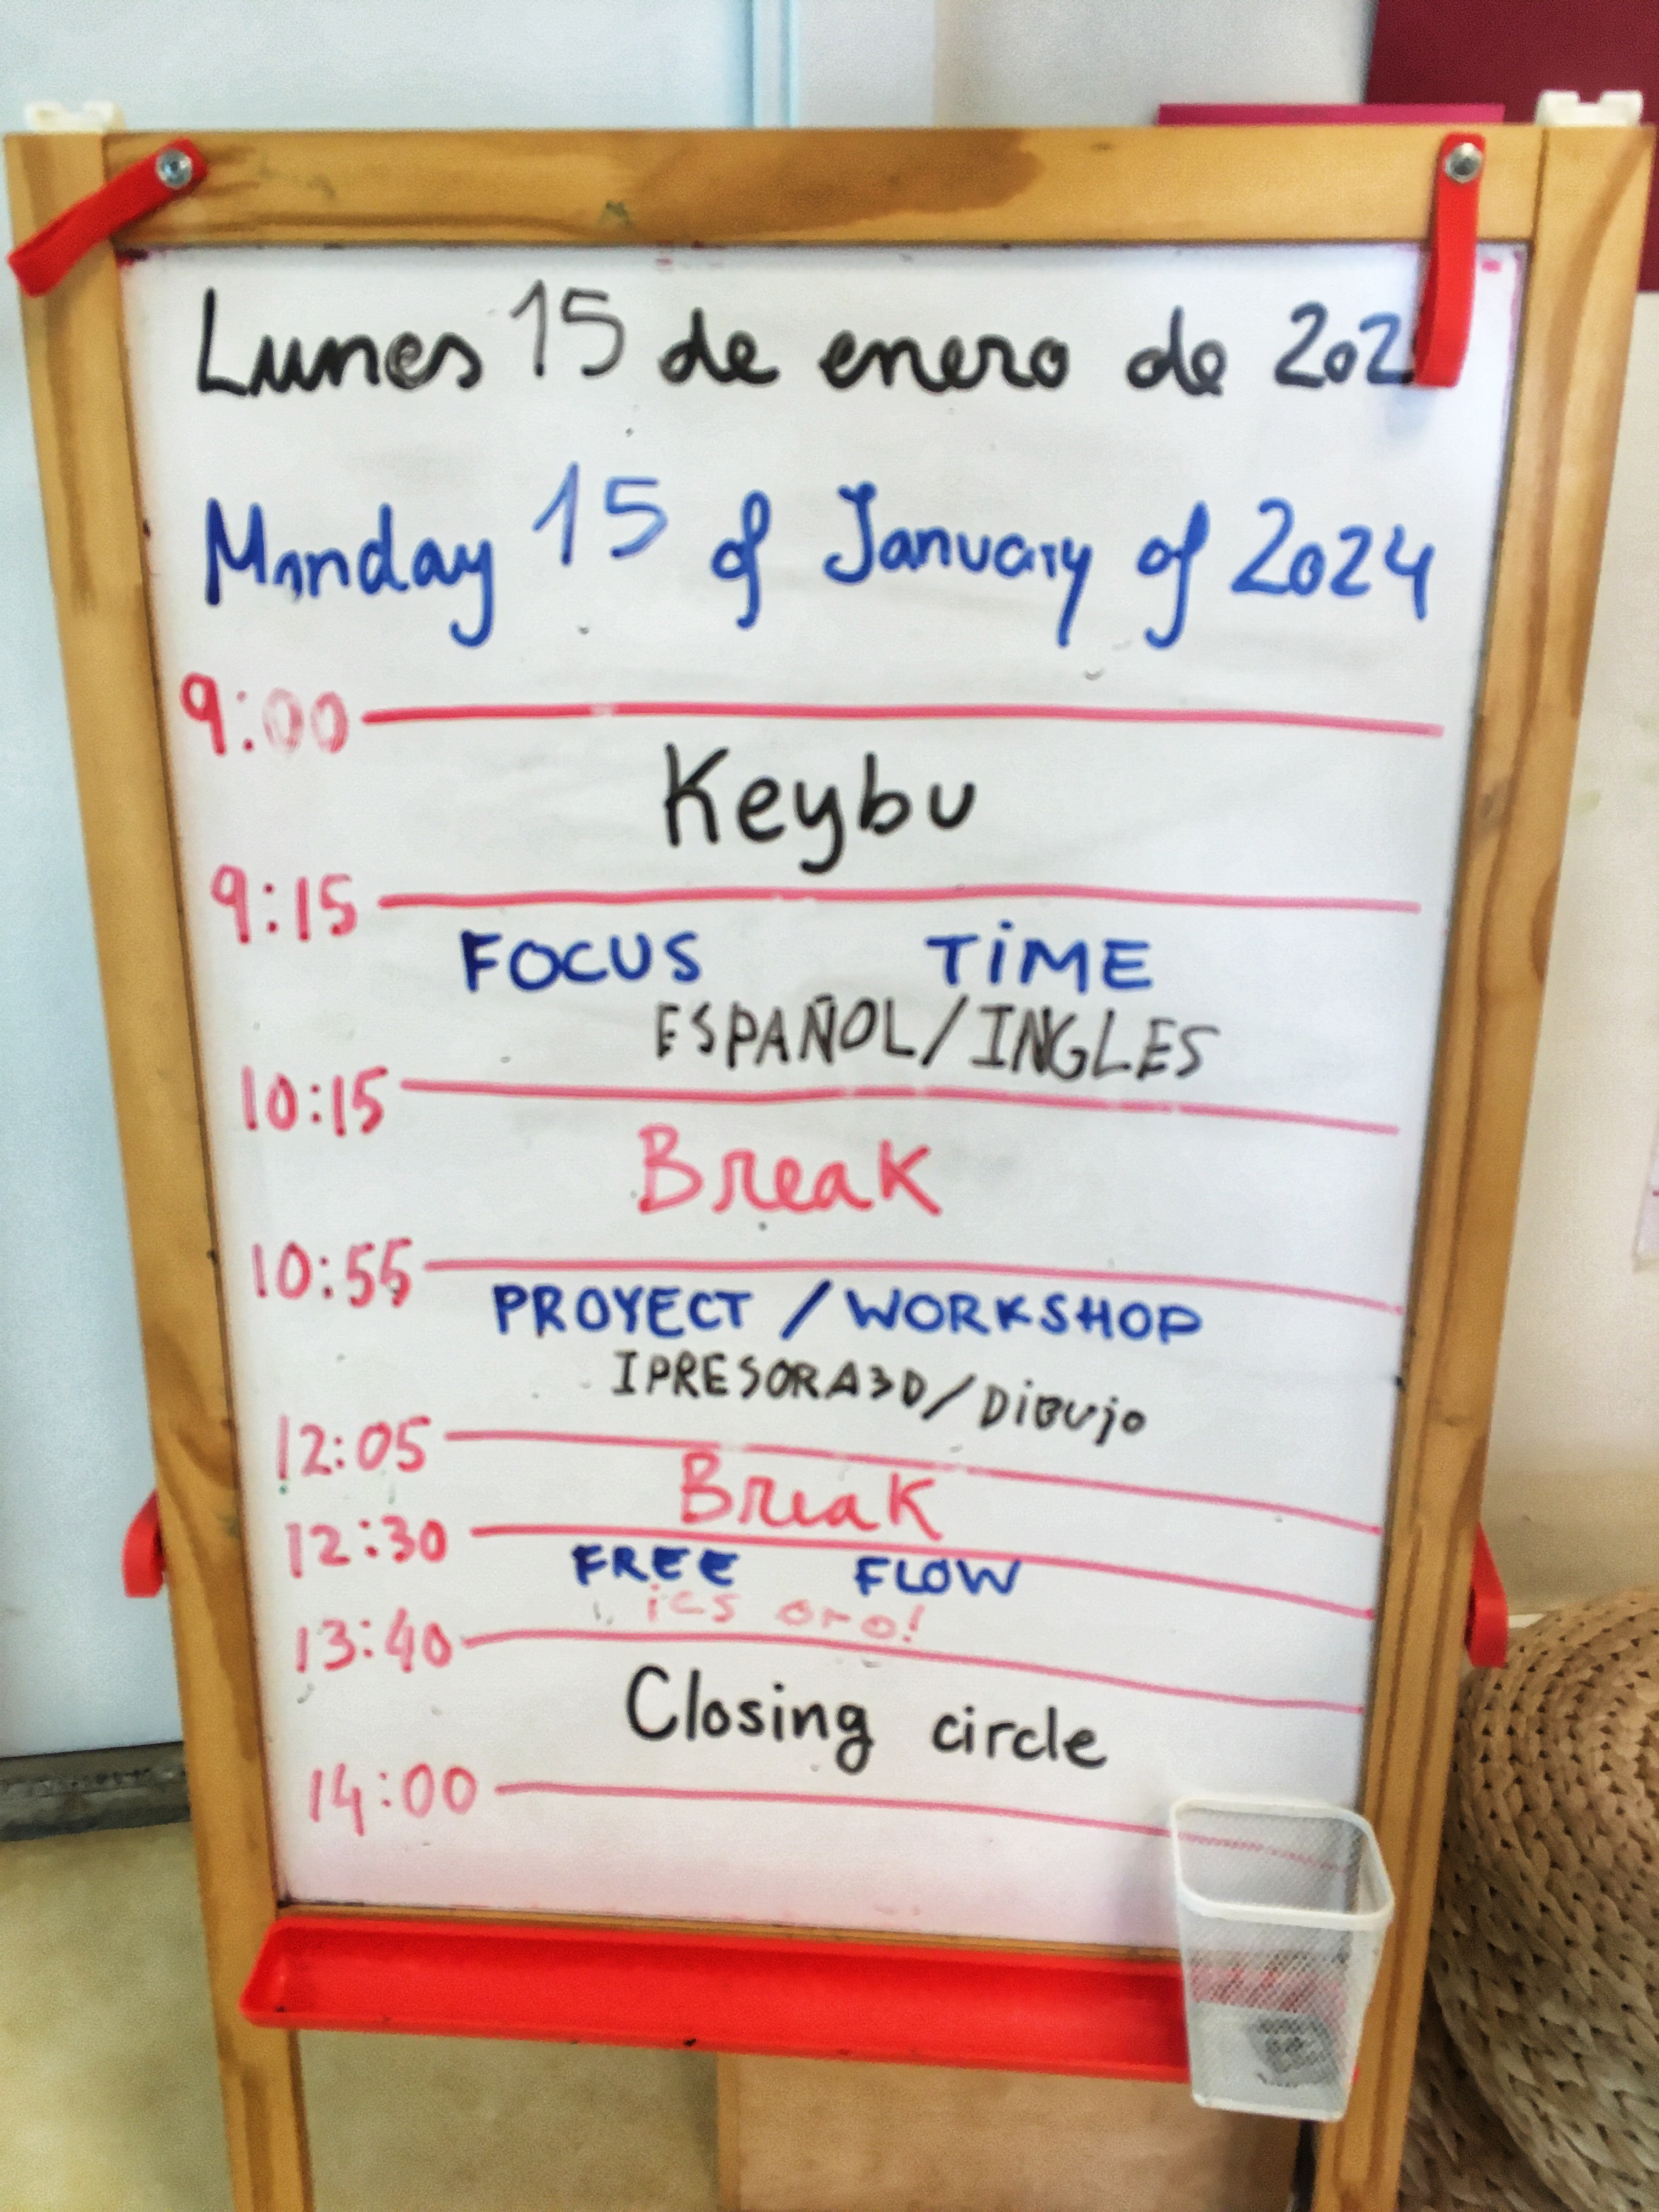 Lunes 15 de enero de 202
Monday 15 of January of 2024
9:00
Keybu
9:15
FOCUS TiME
ESPAÑOL/INGLES
10:15
Break
10:55
PROYECT / WORKSHOP
IPRESORA3D/DiBujo
12:05
Break
12:30
FREE FLOW
ics oro!
13:40
Closing circle
14:00